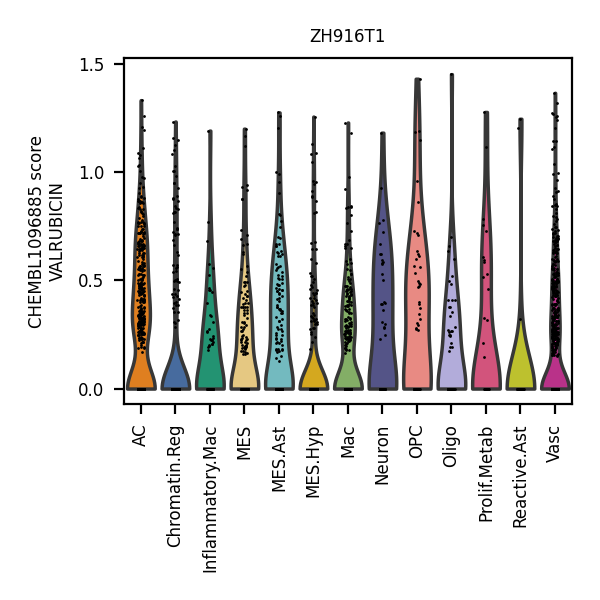 ZH916T1
CHEMBL1096885 score
VALRUBICIN
1.5
1.0
0.5
0.0
AC
Chromatin.Reg
Inflammatory.Mac
MES
MES.Ast
MES.Hyp
Mac
Neuron
OPC
Oligo
Prolif.Metab
Reactive.Ast
Vasc